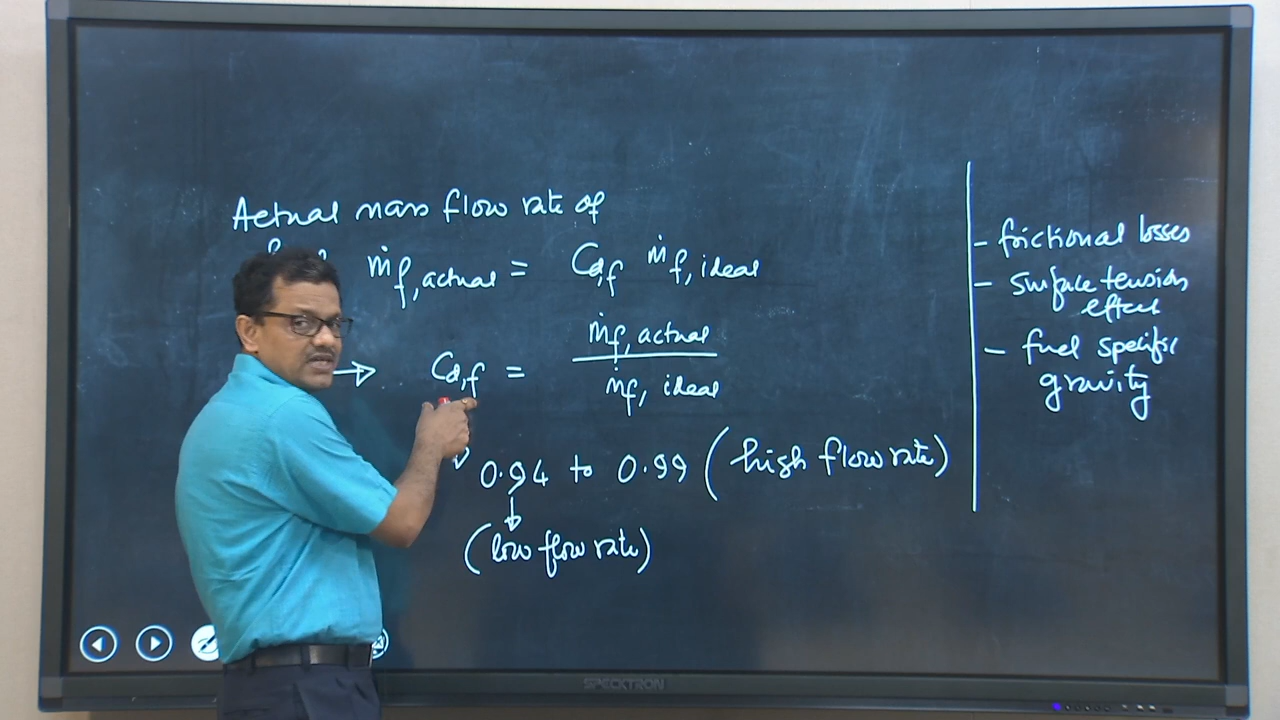 Actual mass flow rate of
ṁf, actual = Cd,f ṁf, ideal
→ Cd,f = ṁf, actual / ṁf, ideal
0.94 to 0.99 (high flow rate)
(low flow rate)
- frictional losses
- surface tension
effect
- fuel specific
gravity
SPECKTRON